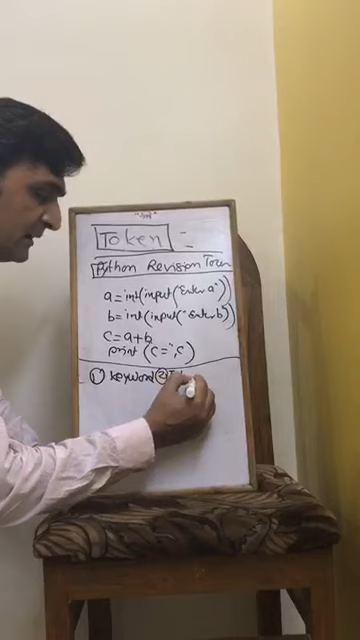 Token
Python Revision Tour
a=int(input("Enter a"))
b=int(input("Enter b))
c=a+b
print (c=",c)
① keyword ②